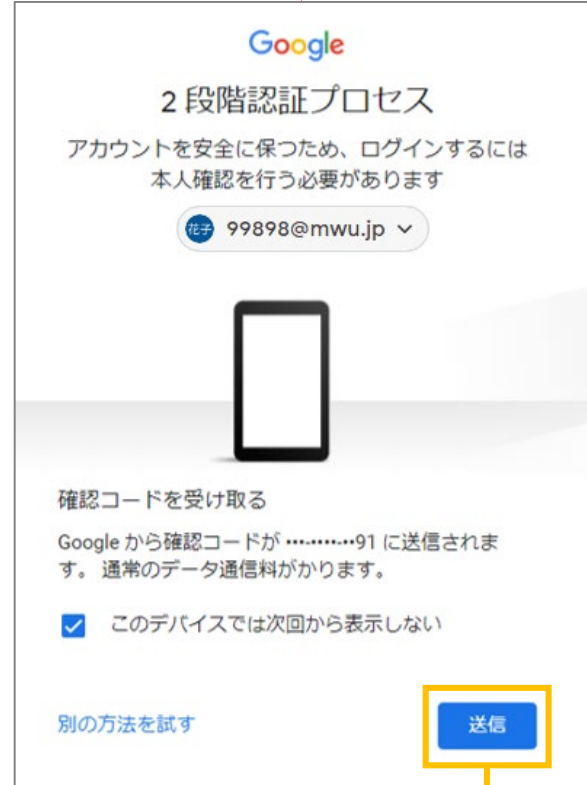 Google
2 段階認証プロセス
アカウントを安全に保つため、ログインするには
本人確認を行う必要があります
花子 99898@mwu.jp
確認コードを受け取る
Google から確認コードが •••-••••-••91 に送信されま
す。 通常のデータ通信料がかります。
このデバイスでは次回から表示しない
別の方法を試す
送信